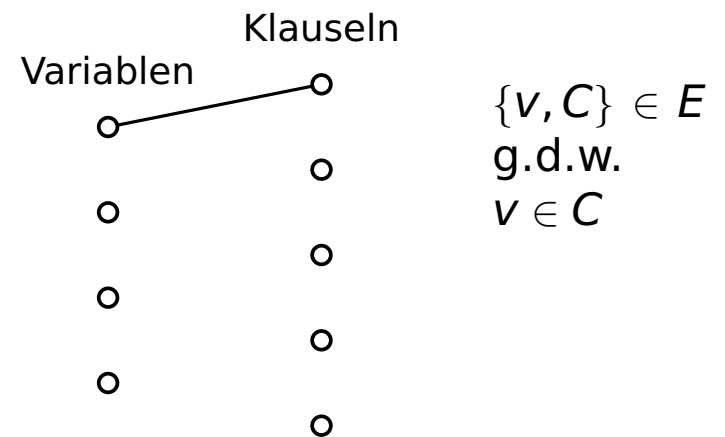 Klauseln
Variablen
{v, C} ∈ E
g.d.w.
v ∈ C